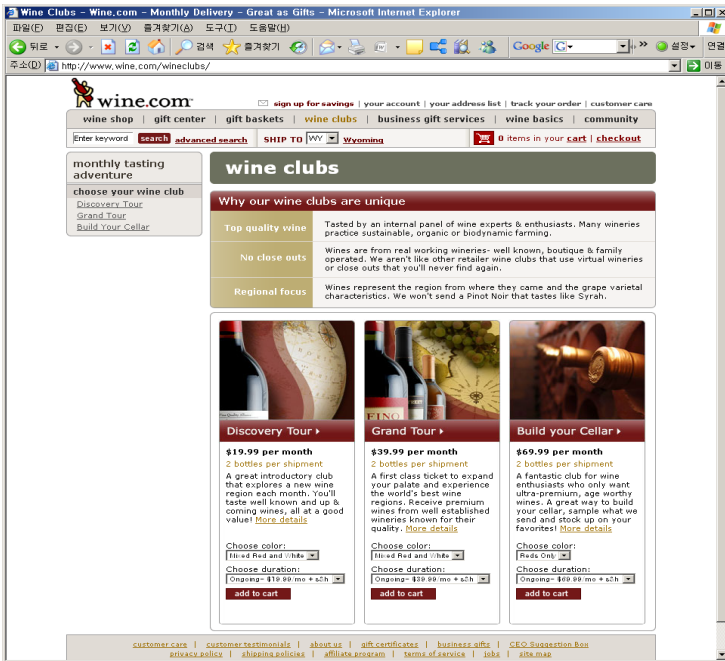 Wine Clubs - Wine.com - Monthly Delivery - Great as Gifts - Microsoft Internet Explorer
파일(F) 편집(E) 보기(V) 즐겨찾기(A) 도구(T) 도움말(H)
뒤로 검색 즐겨찾기 Google G 설정 연결
주소(D) http://www.wine.com/wineclubs/ 이동
wine.com
sign up for savings | your account | your address list | track your order | customer care
wine shop | gift center | gift baskets | wine clubs | business gift services | wine basics | community
Enter keyword search advanced search SHIP TO WY Wyoming 0 items in your cart | checkout
monthly tasting
adventure
choose your wine club
Discovery Tour
Grand Tour
Build Your Cellar
wine clubs
Why our wine clubs are unique
Top quality wine
Tasted by an internal panel of wine experts & enthusiasts. Many wineries
practice sustainable, organic or biodynamic farming.
No close outs
Wines are from real working wineries- well known, boutique & family
operated. We aren't like other retailer wine clubs that use virtual wineries
or close outs that you'll never find again.
Regional focus
Wines represent the region from where they came and the grape varietal
characteristics. We won't send a Pinot Noir that tastes like Syrah.
Discovery Tour
$19.99 per month
2 bottles per shipment
A great introductory club
that explores a new wine
region each month. You'll
taste well known and up &
coming wines, all at a good
value! More details
Choose color:
Mixed Red and White
Choose duration:
Ongoing- $19.99/mo + s&h
add to cart
FINO
Grand Tour
$39.99 per month
2 bottles per shipment
A first class ticket to expand
your palate and experience
the world's best wine
regions. Receive premium
wines from well established
wineries known for their
quality. More details
Choose color:
Mixed Red and White
Choose duration:
Ongoing- $39.99/mo + s&h
add to cart
Build your Cellar
$69.99 per month
2 bottles per shipment
A fantastic club for wine
enthusiasts who only want
ultra-premium, age worthy
wines. A great way to build
your cellar, sample what we
send and stock up on your
favorites! More details
Choose color:
Reds Only
Choose duration:
Ongoing- $69.99/mo + s&h
add to cart
customer care | customer testimonials | about us | gift certificates | business gifts | CEO Suggestion Box
privacy policy | shipping policies | affiliate program | terms of service | jobs | site map